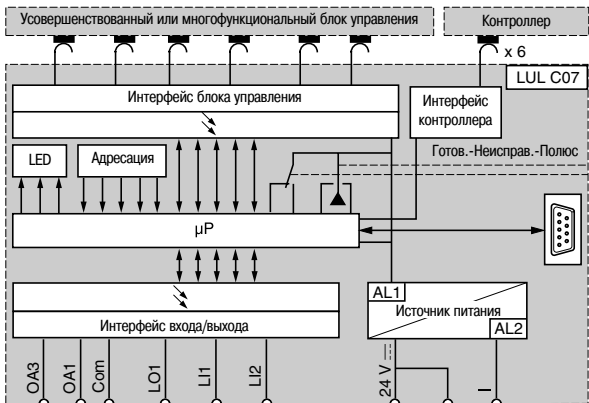 Усовершенствованный или многофункциональный блок управления
Контроллер
x 6
LUL C07
Интерфейс блока управления
Интерфейс
контроллера
LED
Адресация
Готов.-Неисправ.-Полюс
µP
AL1
Источник питания
AL2
Интерфейс входа/выхода
OA3
OA1
Com
LO1
LI1
LI2
24 V
I